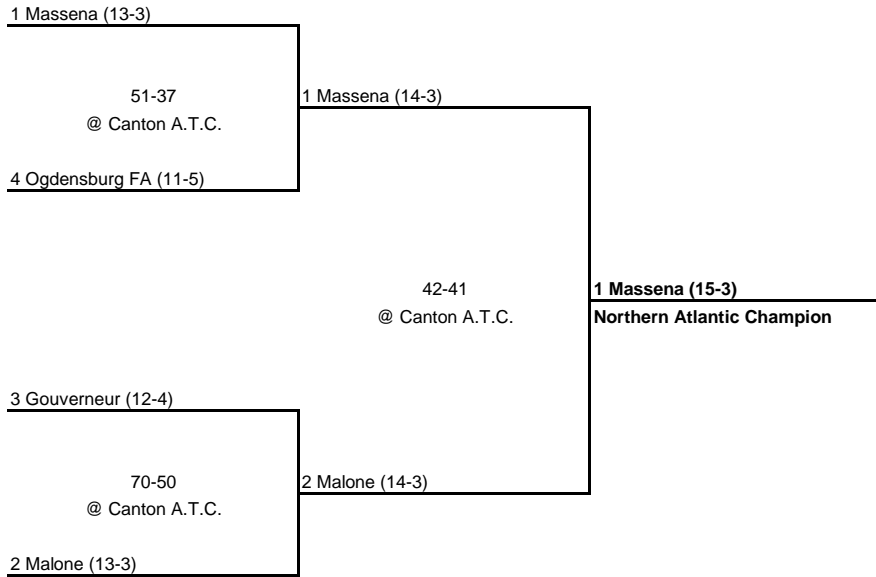 1 Massena (13-3)
51-37
@ Canton A.T.C.
1 Massena (14-3)
4 Ogdensburg FA (11-5)
42-41
@ Canton A.T.C.
1 Massena (15-3)
Northern Atlantic Champion
3 Gouverneur (12-4)
70-50
@ Canton A.T.C.
2 Malone (14-3)
2 Malone (13-3)